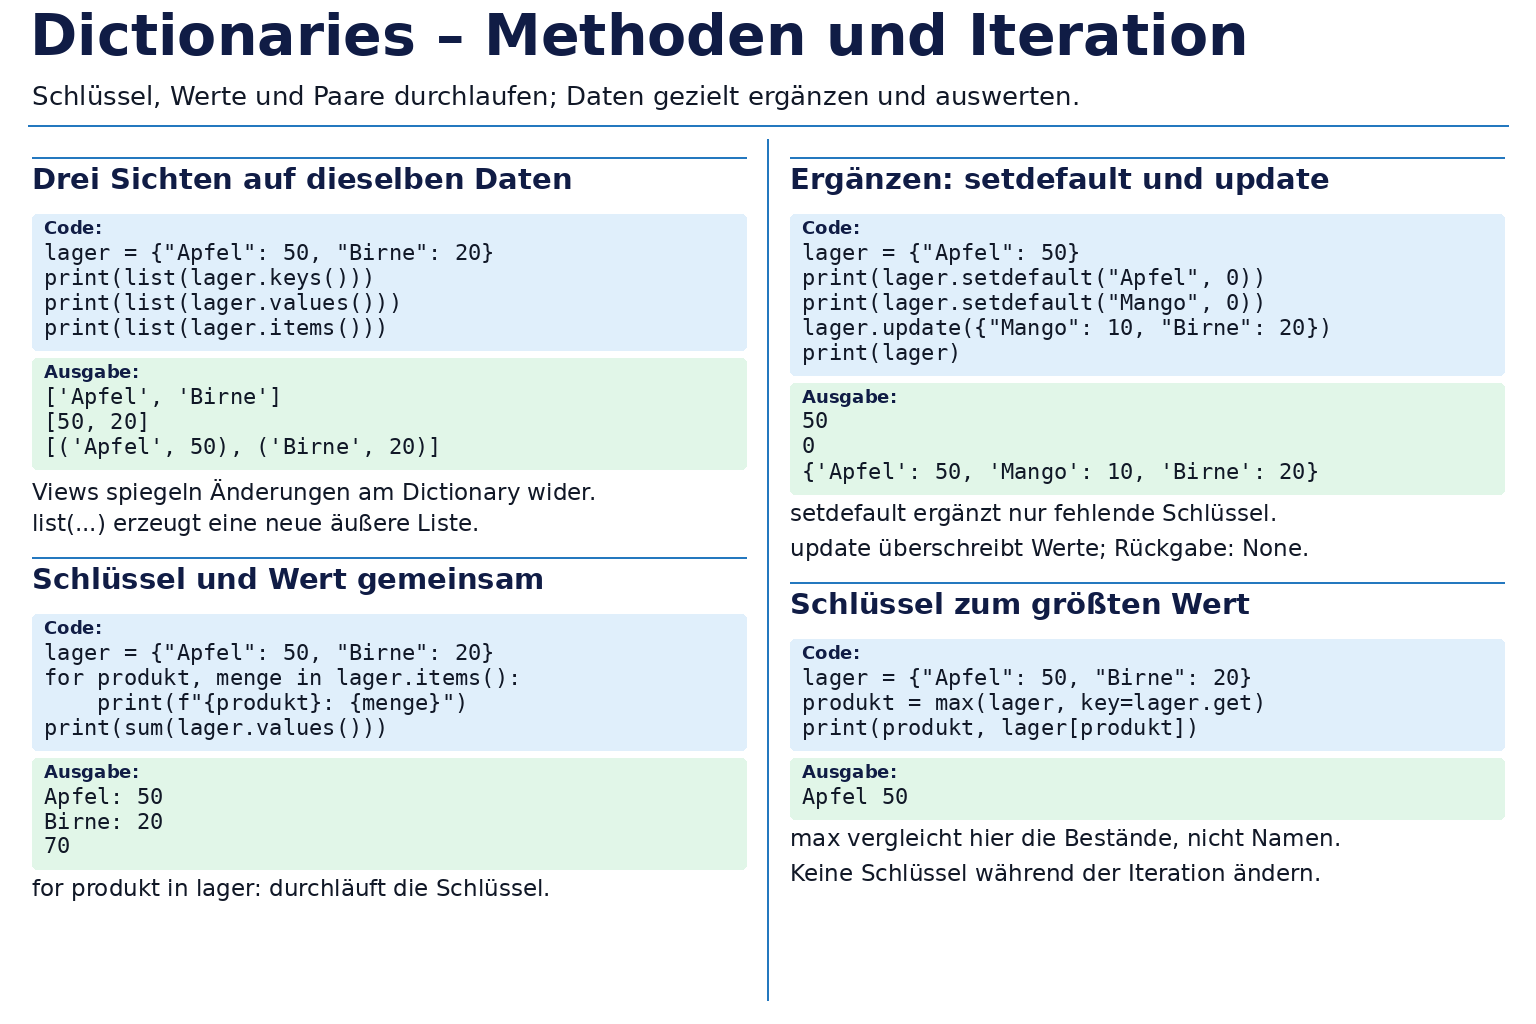 Dictionaries – Methoden und Iteration
Schlüssel, Werte und Paare durchlaufen; Daten gezielt ergänzen und auswerten.
Drei Sichten auf dieselben Daten
Code:
lager = {"Apfel": 50, "Birne": 20}
print(list(lager.keys()))
print(list(lager.values()))
print(list(lager.items()))
Ausgabe:
['Apfel', 'Birne']
[50, 20]
[('Apfel', 50), ('Birne', 20)]
Views spiegeln Änderungen am Dictionary wider.
list(...) erzeugt eine neue äußere Liste.
Schlüssel und Wert gemeinsam
Code:
lager = {"Apfel": 50, "Birne": 20}
for produkt, menge in lager.items():
    print(f"{produkt}: {menge}")
print(sum(lager.values()))
Ausgabe:
Apfel: 50
Birne: 20
70
for produkt in lager: durchläuft die Schlüssel.
Ergänzen: setdefault und update
Code:
lager = {"Apfel": 50}
print(lager.setdefault("Apfel", 0))
print(lager.setdefault("Mango", 0))
lager.update({"Mango": 10, "Birne": 20})
print(lager)
Ausgabe:
50
0
{'Apfel': 50, 'Mango': 10, 'Birne': 20}
setdefault ergänzt nur fehlende Schlüssel.
update überschreibt Werte; Rückgabe: None.
Schlüssel zum größten Wert
Code:
lager = {"Apfel": 50, "Birne": 20}
produkt = max(lager, key=lager.get)
print(produkt, lager[produkt])
Ausgabe:
Apfel 50
max vergleicht hier die Bestände, nicht Namen.
Keine Schlüssel während der Iteration ändern.